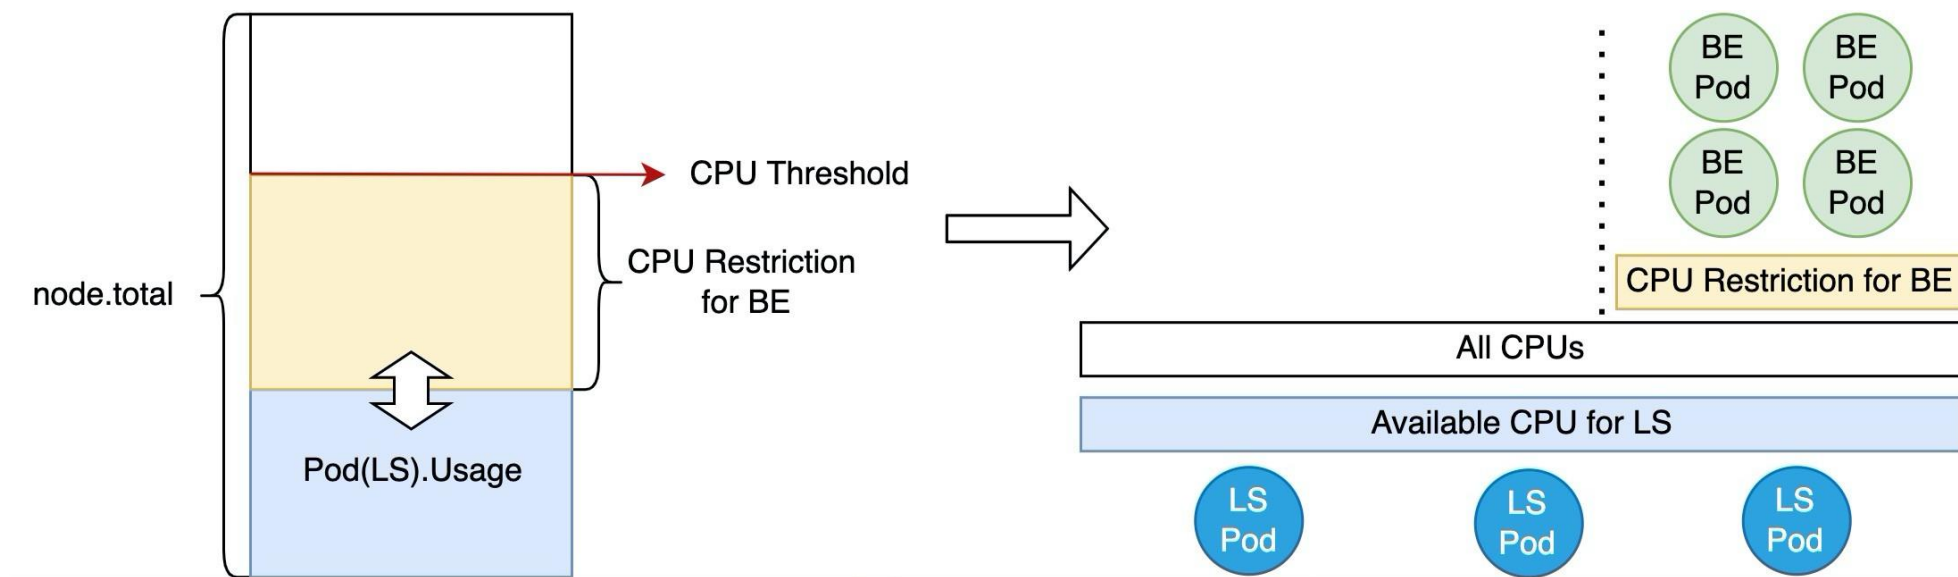 node.total
CPU Threshold
CPU Restriction
for BE
Pod(LS).Usage
BE
Pod
BE
Pod
BE
Pod
BE
Pod
CPU Restriction for BE
All CPUs
Available CPU for LS
LS
Pod
LS
Pod
LS
Pod